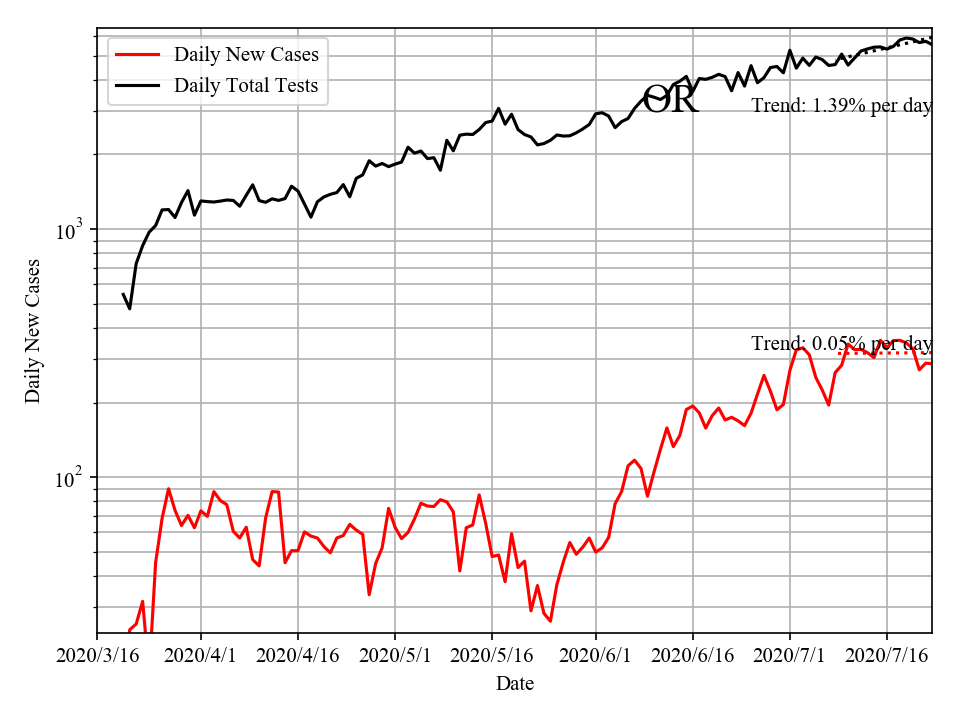 Daily New Cases
Daily Total Tests
OR
Trend: 1.39% per day
10³
Trend: 0.05% per day
10²
Daily New Cases
2020/3/16 2020/4/1 2020/4/16 2020/5/1 2020/5/16 2020/6/1 2020/6/16 2020/7/1 2020/7/16
Date